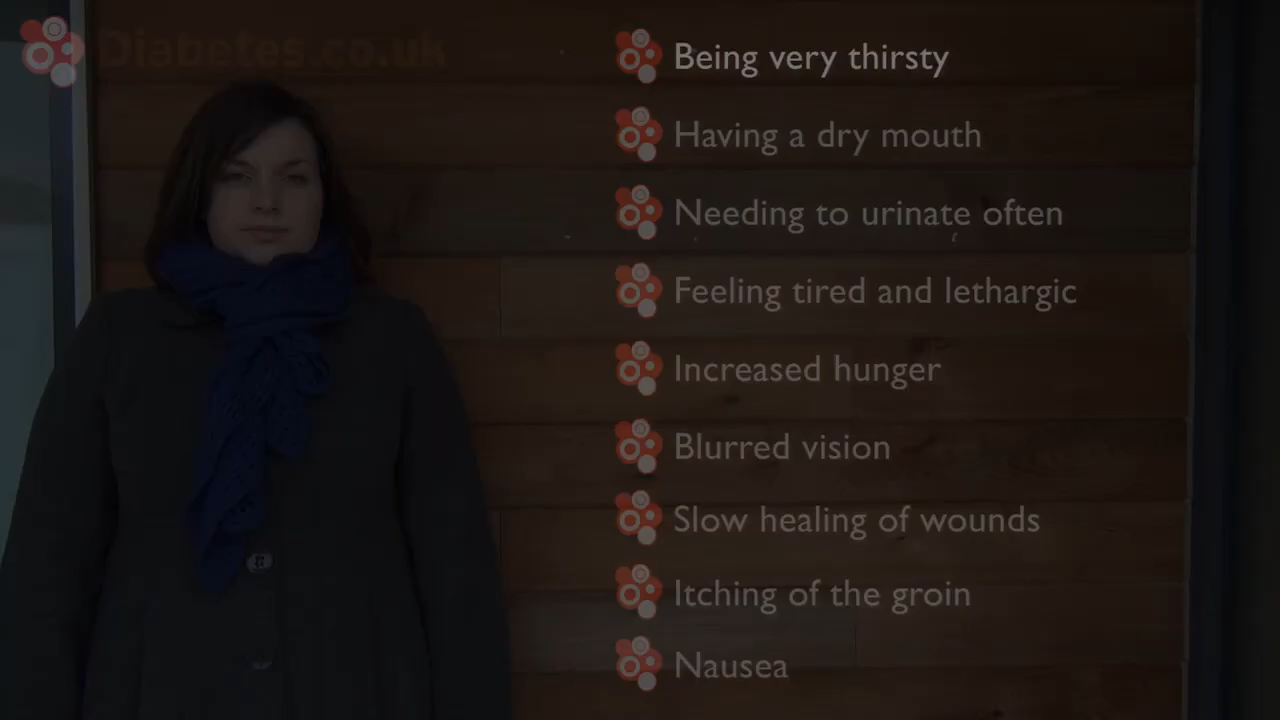 Diabetes.co.uk
Being very thirsty
Having a dry mouth
Needing to urinate often
Feeling tired and lethargic
Increased hunger
Blurred vision
Slow healing of wounds
Itching of the groin
Nausea